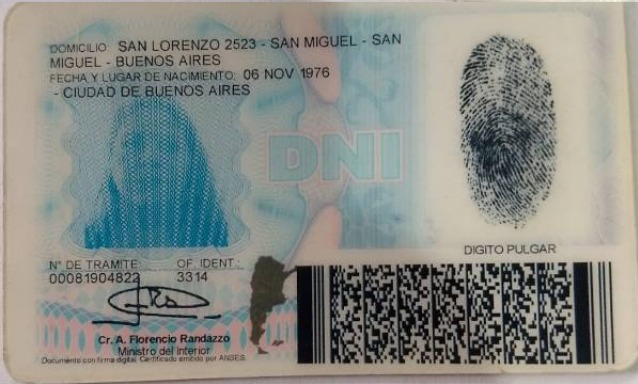 DOMICILIO: SAN LORENZO 2523 - SAN MIGUEL - SAN
MIGUEL - BUENOS AIRES
FECHA Y LUGAR DE NACIMIENTO: 06 NOV 1976
- CIUDAD DE BUENOS AIRES
DNI
DIGITO PULGAR
N° DE TRAMITE: OF. IDENT.:
00081904822 3314
Cr. A. Florencio Randazzo
Ministro del Interior
Documento con firma digital. Certificado emitido por ANSES.